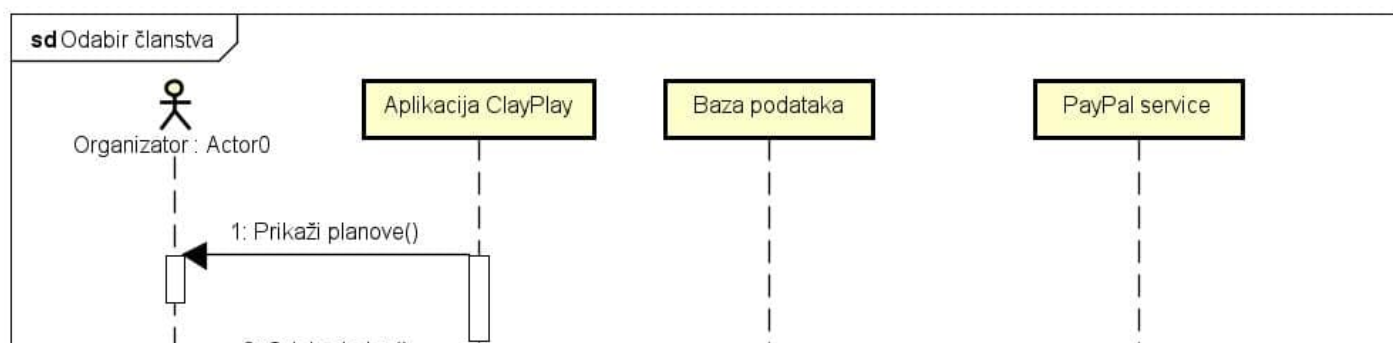 sd Odabir članstva
Aplikacija ClayPlay
Baza podataka
PayPal service
Organizator : Actor0
1: Prikaži planove()